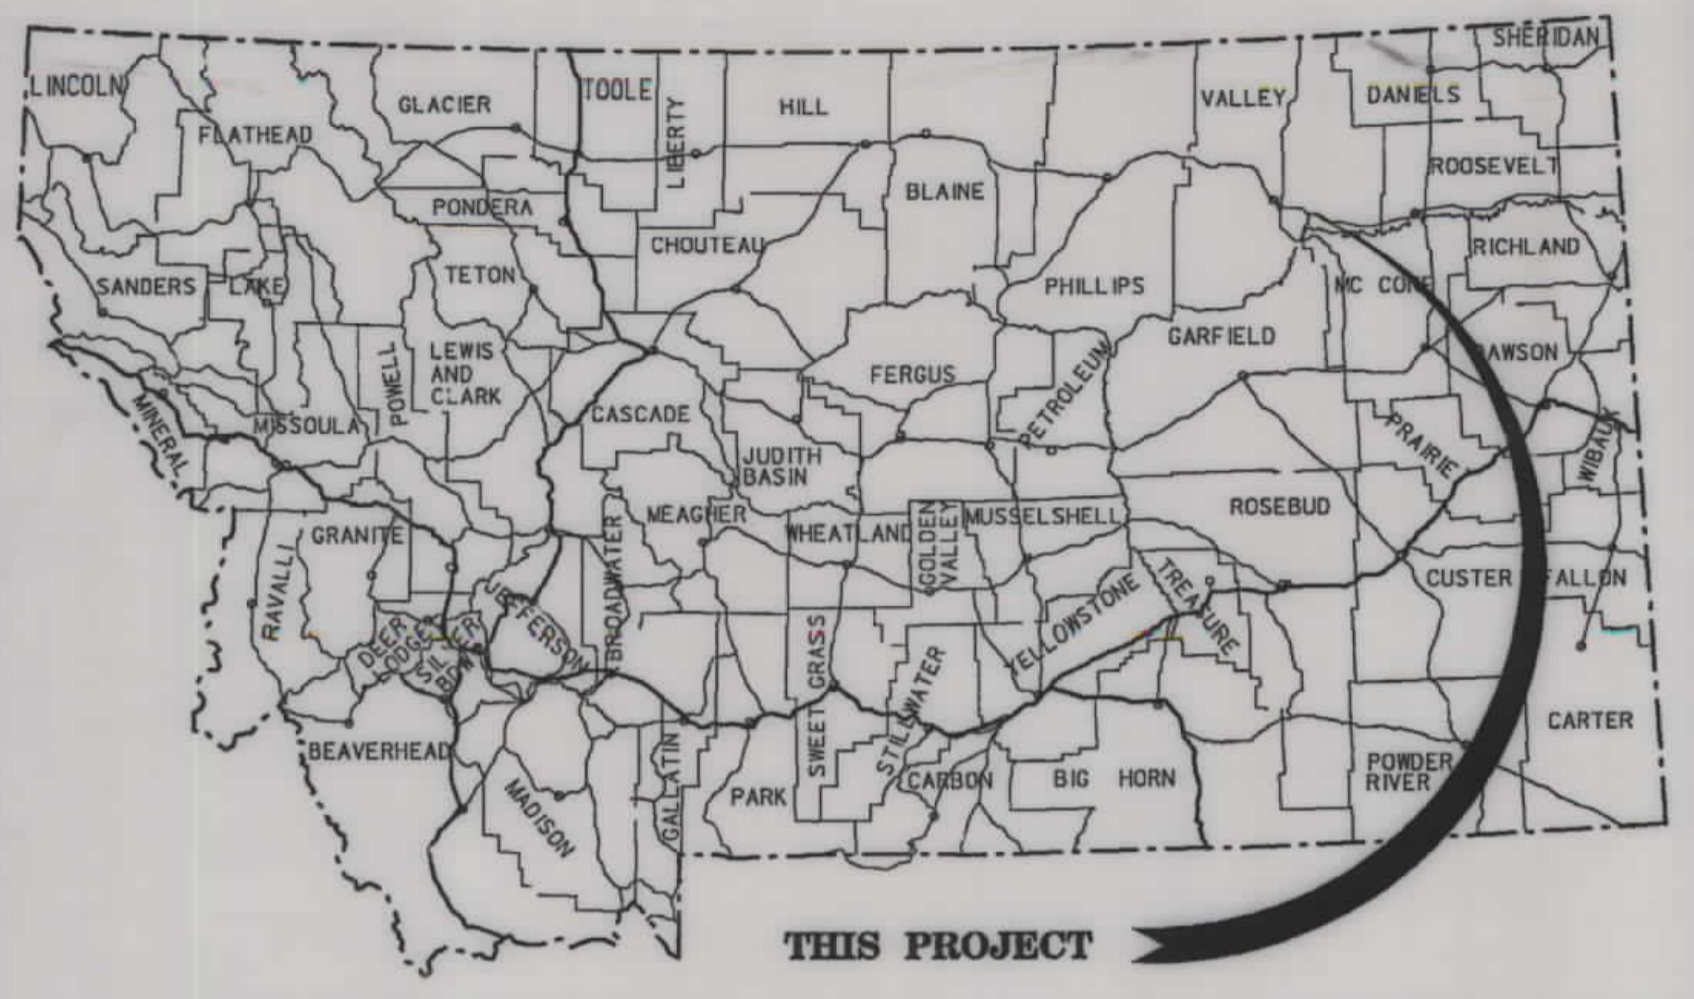 SHERIDAN
LINCOLN
TOOLE
GLACIER
HILL
VALLEY
DANIELS
FLATHEAD
LIBERTY
ROOSEVELT
BLAINE
PONDERA
CHOUTEAU
RICHLAND
SANDERS
LAKE
TETON
PHILLIPS
MC CONE
GARFIELD
LEWIS
AND
CLARK
POWELL
FERGUS
PETROLEUM
DAWSON
MINERAL
MISSOULA
CASCADE
JUDITH
BASIN
PRAIRIE
WIBAUX
MEAGHER
WHEATLAND
GOLDEN
VALLEY
MUSSELSHELL
ROSEBUD
GRANITE
RAVALLI
BROADWATER
JEFFERSON
DEER
LODGE
SILVER
BOW
YELLOWSTONE
TREASURE
CUSTER
FALLON
SWEET GRASS
STILLWATER
CARTER
BEAVERHEAD
MADISON
GALLATIN
PARK
CARBON
BIG HORN
POWDER
RIVER
THIS PROJECT